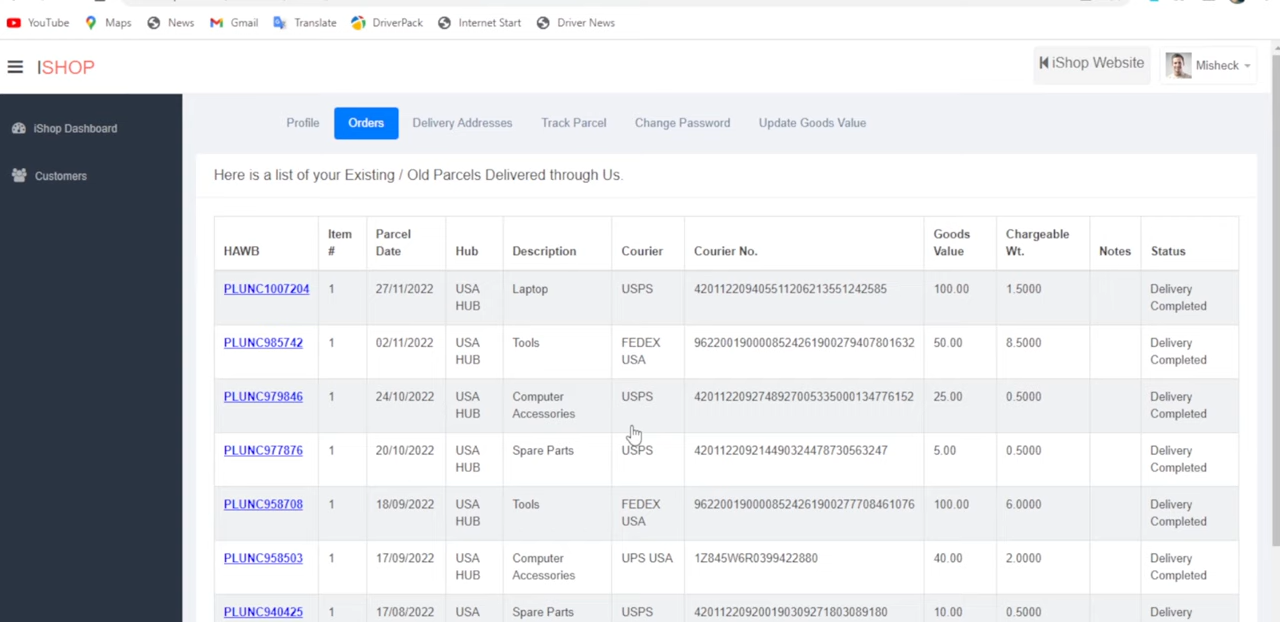 YouTube Maps News Gmail Translate DriverPack Internet Start Driver News
ISHOP iShop Website Misheck
iShop Dashboard
Customers
Profile Orders Delivery Addresses Track Parcel Change Password Update Goods Value
Here is a list of your Existing / Old Parcels Delivered through Us.
HAWB Item # Parcel Date Hub Description Courier Courier No. Goods Value Chargeable Wt. Notes Status
PLUNC1007204 1 27/11/2022 USA HUB Laptop USPS 420112209405511206213551242585 100.00 1.5000 Delivery Completed
PLUNC985742 1 02/11/2022 USA HUB Tools FEDEX USA 9622001900008524261900279407801632 50.00 8.5000 Delivery Completed
PLUNC979846 1 24/10/2022 USA HUB Computer Accessories USPS 4201122092748927005335000134776152 25.00 0.5000 Delivery Completed
PLUNC977876 1 20/10/2022 USA HUB Spare Parts USPS 420112209214490324478730563247 5.00 0.5000 Delivery Completed
PLUNC958708 1 18/09/2022 USA HUB Tools FEDEX USA 9622001900008524261900277708461076 100.00 6.0000 Delivery Completed
PLUNC958503 1 17/09/2022 USA HUB Computer Accessories UPS USA 1Z845W6R0399422880 40.00 2.0000 Delivery Completed
PLUNC940425 1 17/08/2022 USA Spare Parts USPS 420112209200190309271803089180 10.00 0.5000 Delivery